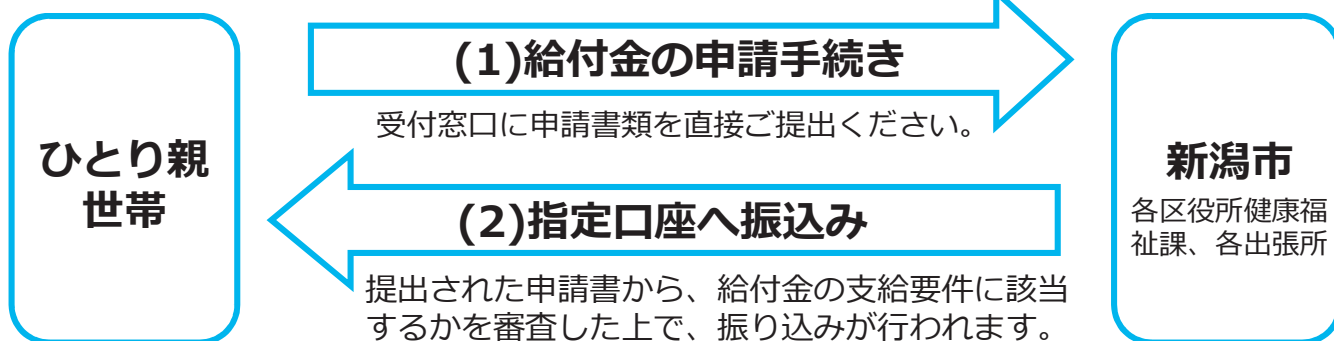 ひとり親
世帯
(1)給付金の申請手続き
受付窓口に申請書類を直接ご提出ください。
(2)指定口座へ振込み
提出された申請書から、給付金の支給要件に該当
するかを審査した上で、振り込みが行われます。
新潟市
各区役所健康福
祉課、各出張所